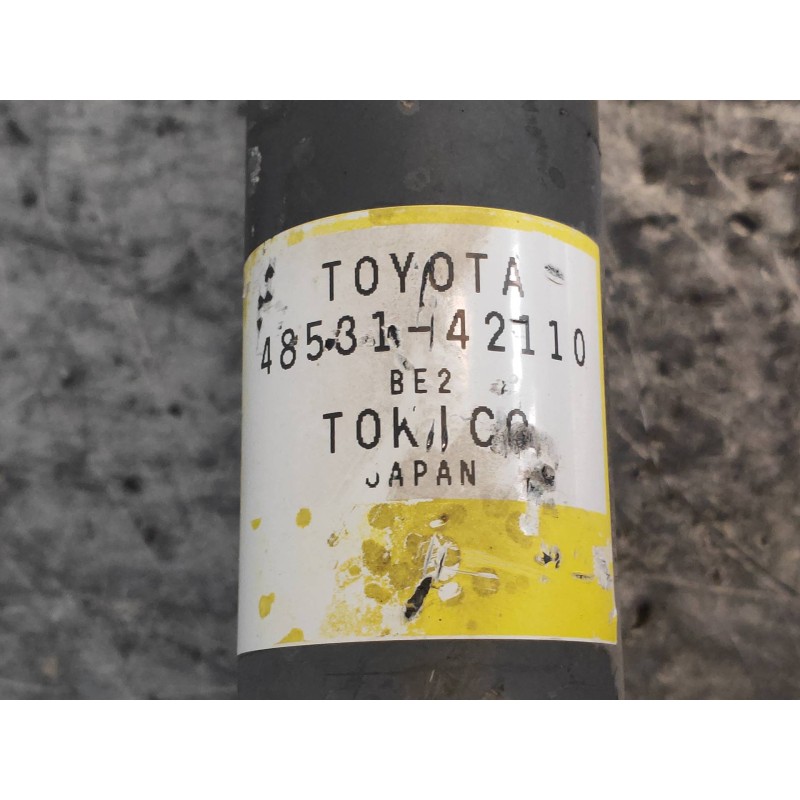 TOYOTA
48531-42110
BE2
TOKICO
JAPAN